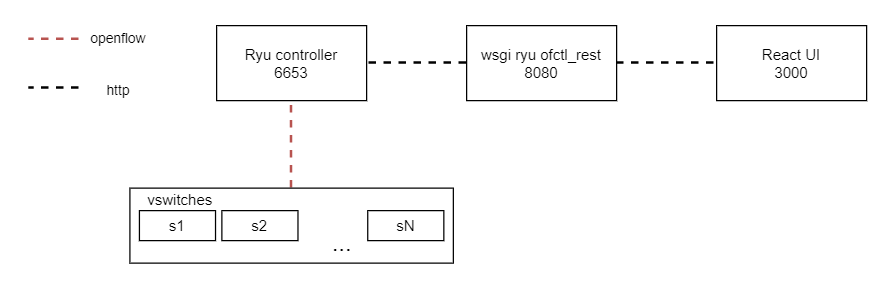 openflow
http
Ryu controller
6653
wsgi ryu ofctl_rest
8080
React UI
3000
vswitches
s1
s2
...
sN